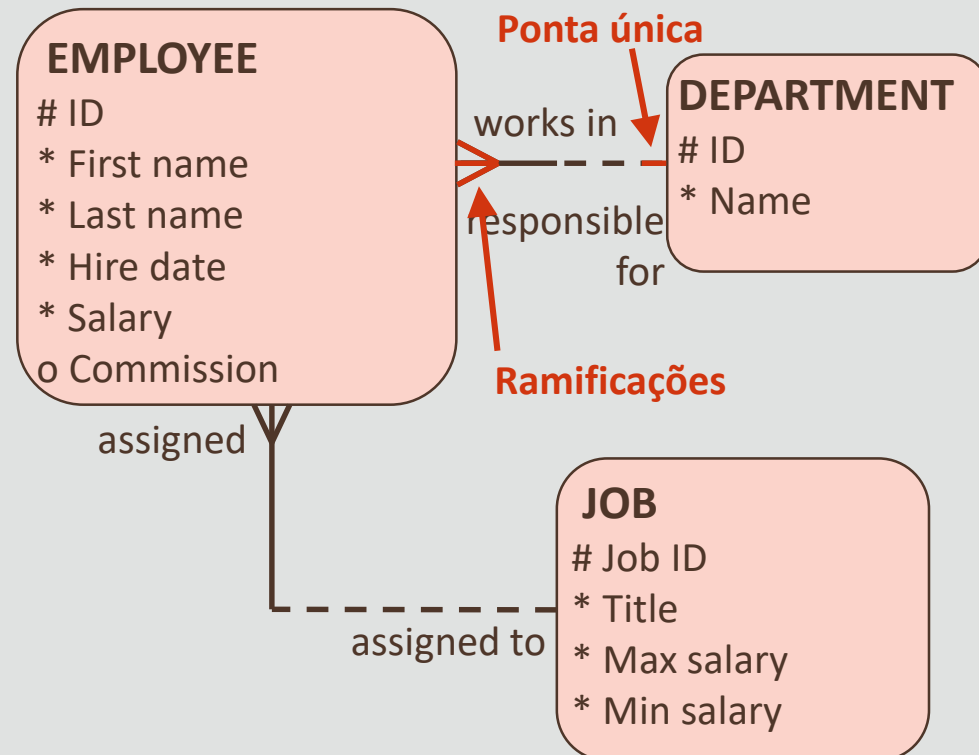 EMPLOYEE
# ID
* First name
* Last name
* Hire date
* Salary
o Commission
Ponta única
works in
responsible
for
Ramificações
DEPARTMENT
# ID
* Name
assigned
assigned to
JOB
# Job ID
* Title
* Max salary
* Min salary